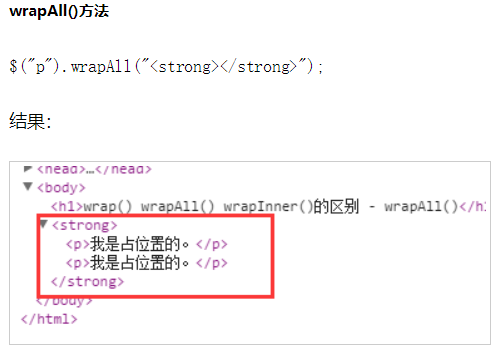 wrapAll()方法
$("p").wrapAll("<strong></strong>");
结果：
▶<head>…</head>
▼<body>
<h1>wrap() wrapAll() wrapInner()的区别 - wrapAll()</h1
▼<strong>
<p>我是占位置的。</p>
<p>我是占位置的。</p>
</strong>
</body>
</html>